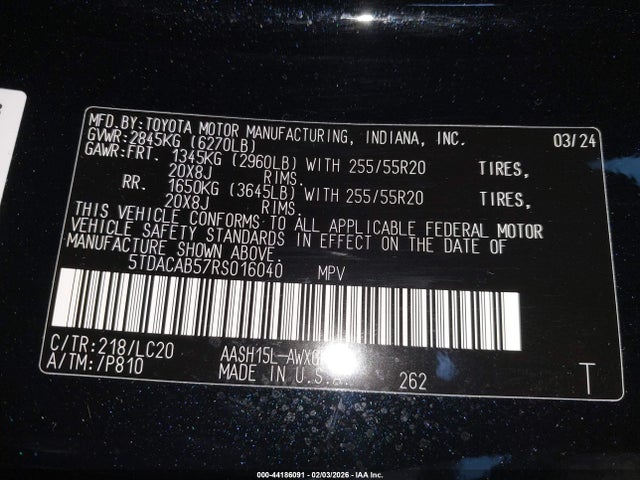 MFD.BY:TOYOTA MOTOR MANUFACTURING, INDIANA, INC. 03/24
GVWR:2845KG (6270LB)
GAWR:FRT. 1345KG (2960LB) WITH 255/55R20 TIRES,
20X8J RIMS.
RR. 1650KG (3645LB) WITH 255/55R20 TIRES,
20X8J RIMS.
THIS VEHICLE CONFORMS TO ALL APPLICABLE FEDERAL MOTOR
VEHICLE SAFETY STANDARDS IN EFFECT ON THE DATE OF
MANUFACTURE SHOWN ABOVE.
5TDACAB57RS016040 MPV
C/TR:218/LC20
A/TM:/P810
MADE IN U.S.A. 262 T
000-44186091 - 02/03/2026 - IAA Inc.